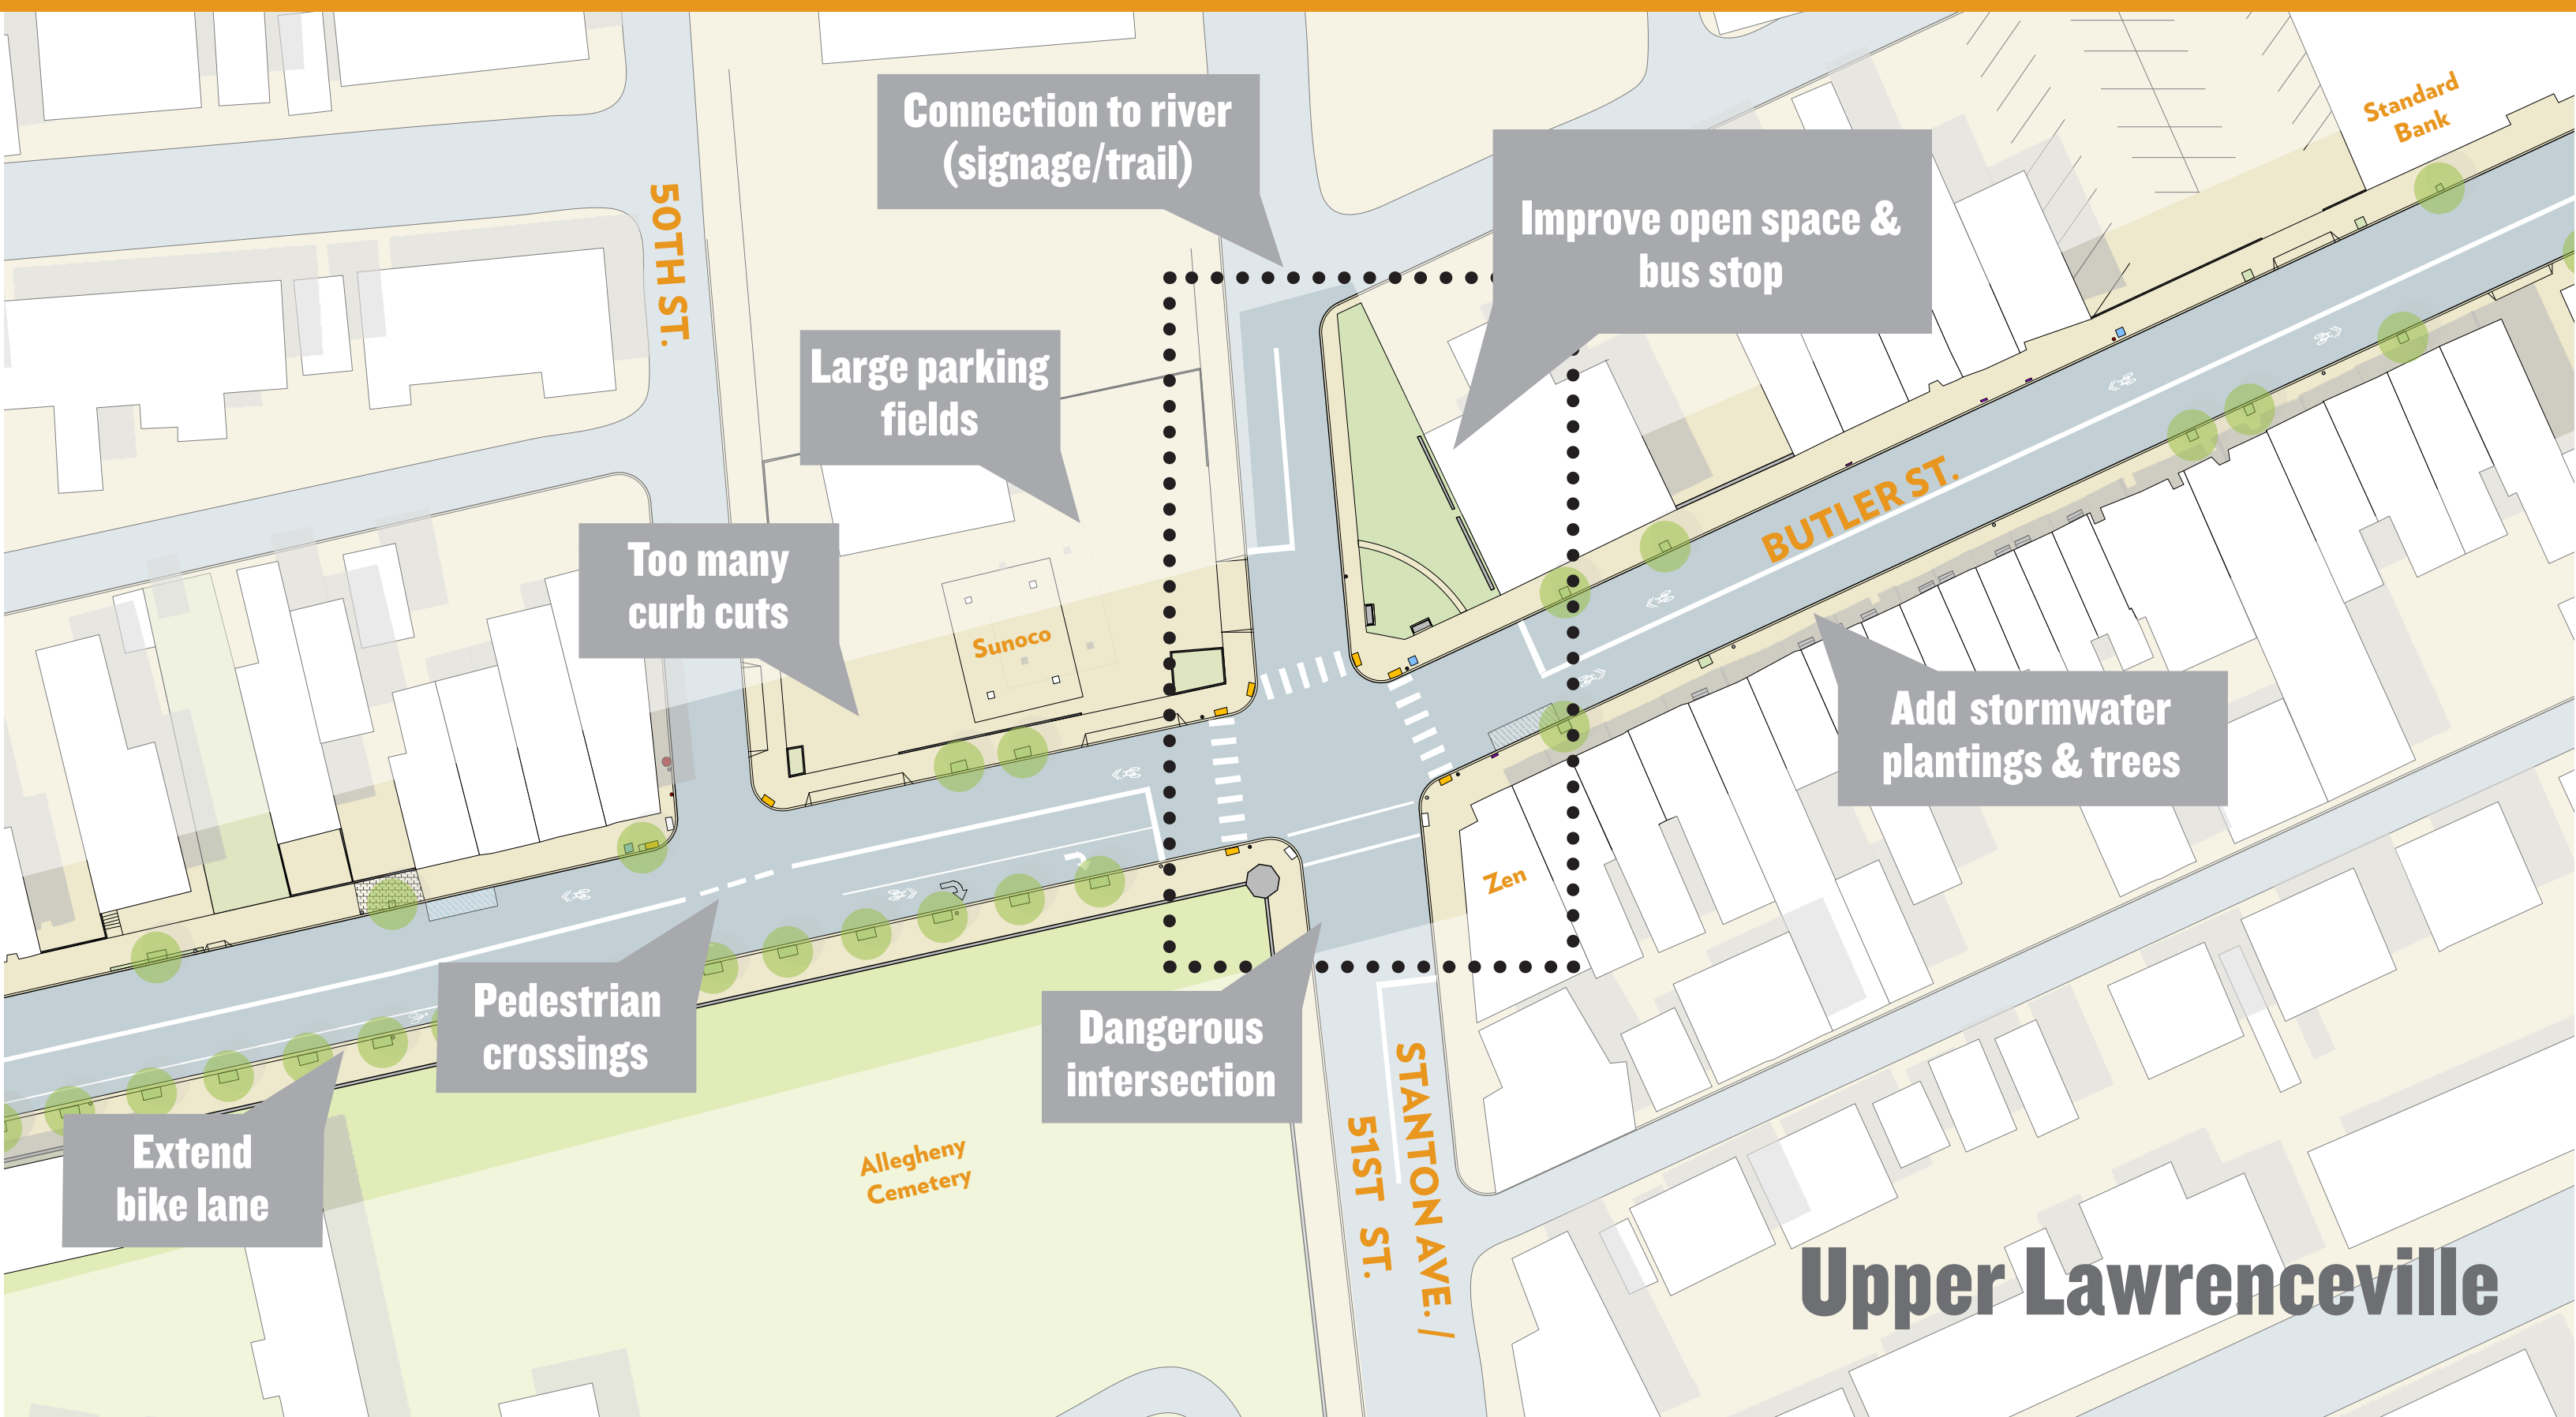 Standard
Bank
Connection to river
(signage/trail)
Improve open space &
bus stop
50TH ST.
Large parking
fields
Too many
curb cuts
Sunoco
BUTLER ST.
Add stormwater
plantings & trees
Zen
Pedestrian
crossings
Dangerous
intersection
Extend
bike lane
Allegheny
Cemetery
STANTON AVE. /
51ST ST.
Upper Lawrenceville